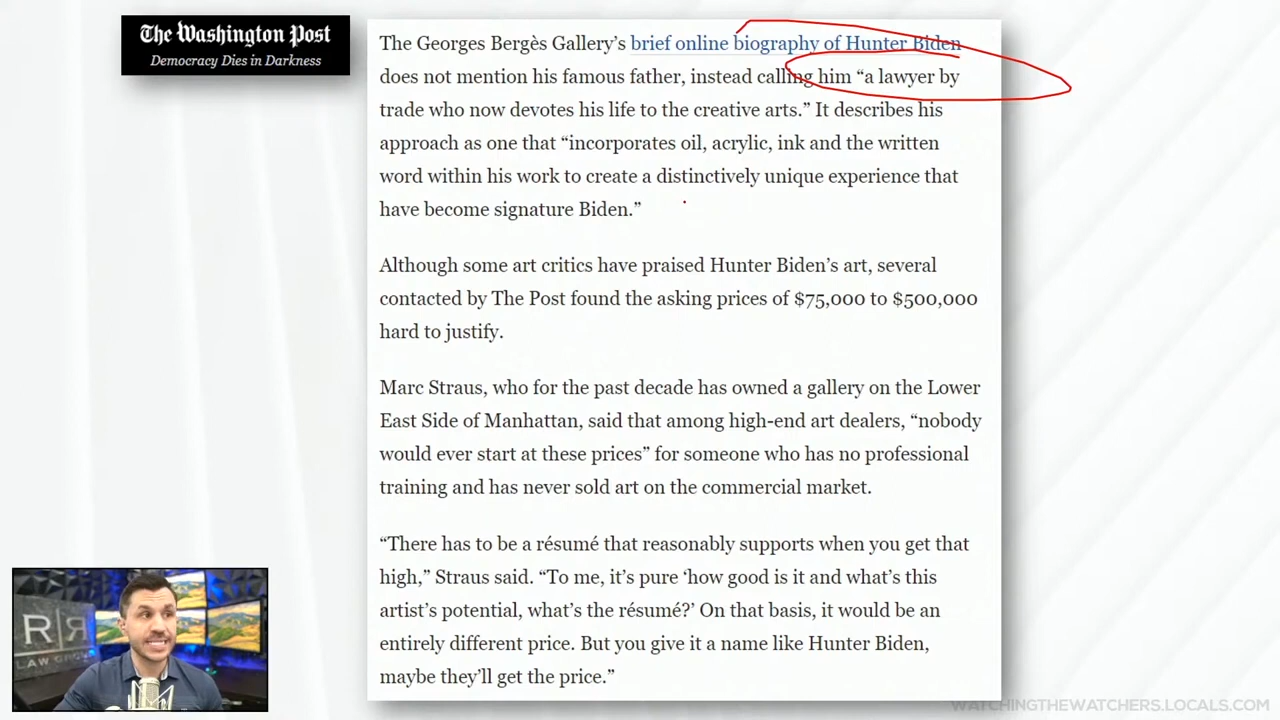 The Washington Post
Democracy Dies in Darkness
The Georges Bergès Gallery’s brief online biography of Hunter Biden
does not mention his famous father, instead calling him “a lawyer by
trade who now devotes his life to the creative arts.” It describes his
approach as one that “incorporates oil, acrylic, ink and the written
word within his work to create a distinctively unique experience that
have become signature Biden.”
Although some art critics have praised Hunter Biden’s art, several
contacted by The Post found the asking prices of $75,000 to $500,000
hard to justify.
Marc Straus, who for the past decade has owned a gallery on the Lower
East Side of Manhattan, said that among high-end art dealers, “nobody
would ever start at these prices” for someone who has no professional
training and has never sold art on the commercial market.
“There has to be a résumé that reasonably supports when you get that
high,” Straus said. “To me, it’s pure ‘how good is it and what’s this
artist’s potential, what’s the résumé?’ On that basis, it would be an
entirely different price. But you give it a name like Hunter Biden,
maybe they’ll get the price.”
R R
LAW GROUP
WATCHINGTHEWATCHERS.LOCALS.COM